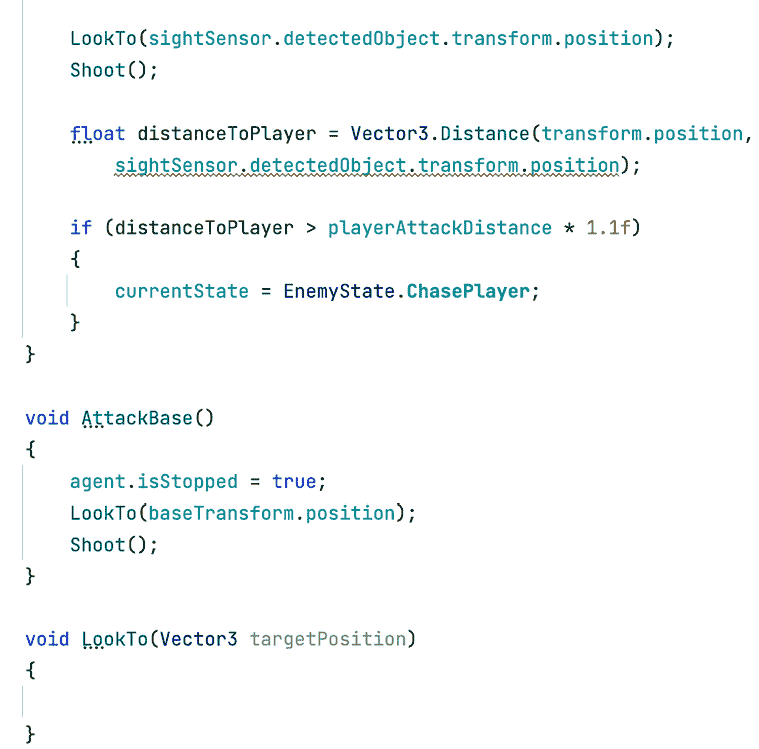 LookTo(sightSensor.detectedObject.transform.position);
Shoot();
float distanceToPlayer = Vector3.Distance(transform.position,
sightSensor.detectedObject.transform.position);
if (distanceToPlayer > playerAttackDistance * 1.1f)
{
currentState = EnemyState.ChasePlayer;
}
}
void AttackBase()
{
agent.isStopped = true;
LookTo(baseTransform.position);
Shoot();
}
void LookTo(Vector3 targetPosition)
{
}